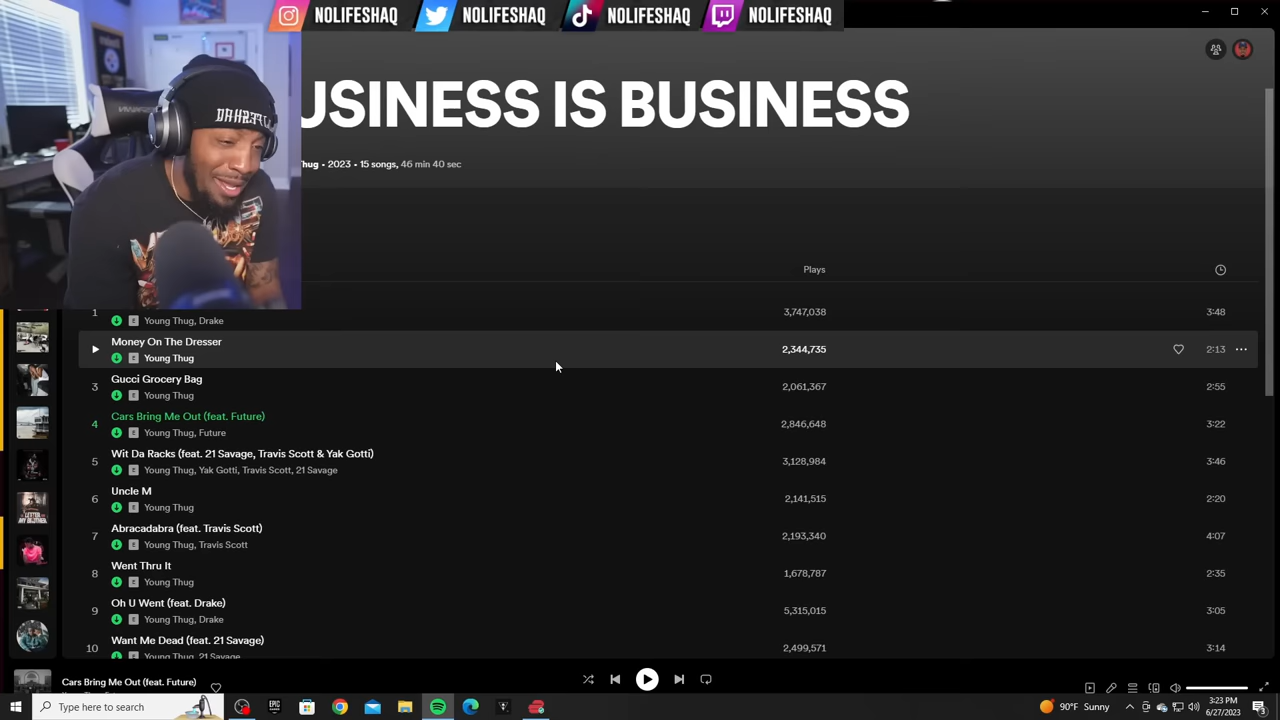 NOLIFESHAQ
NOLIFESHAQ
NOLIFESHAQ
NOLIFESHAQ
USINESS IS BUSINESS
hug • 2023 • 15 songs, 46 min 40 sec
Plays
1 3,747,038 3:48
E Young Thug, Drake
Money On The Dresser
2,344,735 2:13
E Young Thug
Gucci Grocery Bag
3 2,061,367 2:55
E Young Thug
Cars Bring Me Out (feat. Future)
4 2,846,648 3:22
E Young Thug, Future
Wit Da Racks (feat. 21 Savage, Travis Scott & Yak Gotti)
5 3,128,984 3:46
E Young Thug, Yak Gotti, Travis Scott, 21 Savage
Uncle M
6 2,141,515 2:20
E Young Thug
Abracadabra (feat. Travis Scott)
7 2,193,340 4:07
E Young Thug, Travis Scott
Went Thru It
8 1,678,787 2:35
E Young Thug
Oh U Went (feat. Drake)
9 5,315,015 3:05
E Young Thug, Drake
Want Me Dead (feat. 21 Savage)
10 2,499,571 3:14
E Young Thug, 21 Savage
Cars Bring Me Out (feat. Future)
Type here to search
EPIC GAMES
90°F Sunny
3:23 PM
6/27/2023
3